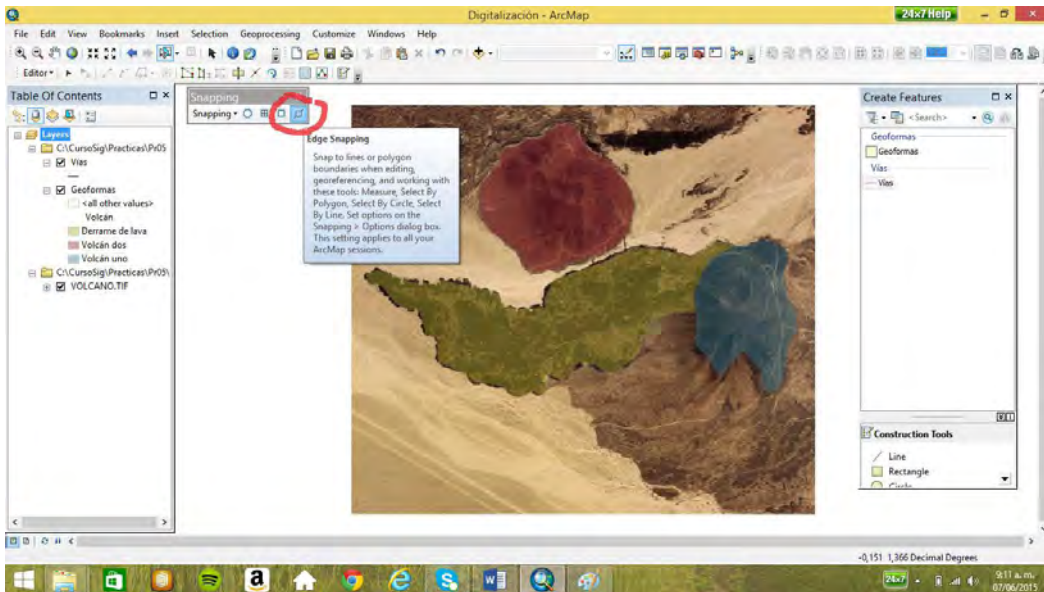 Digitalización - ArcMap
24x7 Help
File Edit View Bookmarks Insert Selection Geoprocessing Customize Windows Help
Editor
Table Of Contents
Snapping
Snapping
Create Features
<Search>
Layers
C:\CursoSig\Practicas\Pr05
Vías
Geoformas
<all other values>
Volcán
Derrame de lava
Volcán dos
Volcán uno
C:\CursoSig\Practicas\Pr05\
VOLCANO.TIF
Edge Snapping
Snap to lines or polygon
boundaries when editing,
georeferencing, and working with
these tools: Measure, Select By
Polygon, Select By Circle, Select
By Line. Set options on the
Snapping > Options dialog box.
This setting applies to all your
ArcMap sessions.
Geoformas
Geoformas
Vías
Vías
Construction Tools
Line
Rectangle
Circle
-0,151 1,366 Decimal Degrees
24x7
9:11 a. m.
07/06/2015